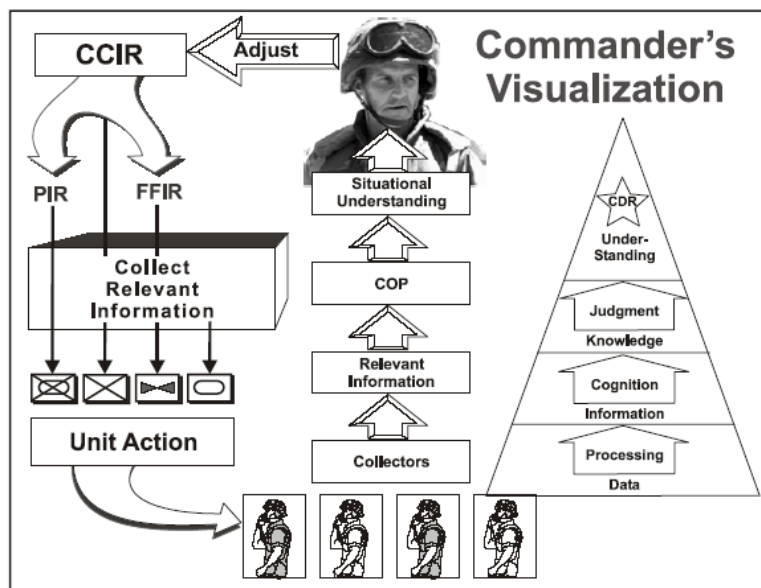 Commander's
Visualization
CCIR
Adjust
PIR
FFIR
Collect
Relevant
Information
Unit Action
Situational
Understanding
COP
Relevant
Information
Collectors
CDR
Under-
Standing
Judgment
Knowledge
Cognition
Information
Processing
Data